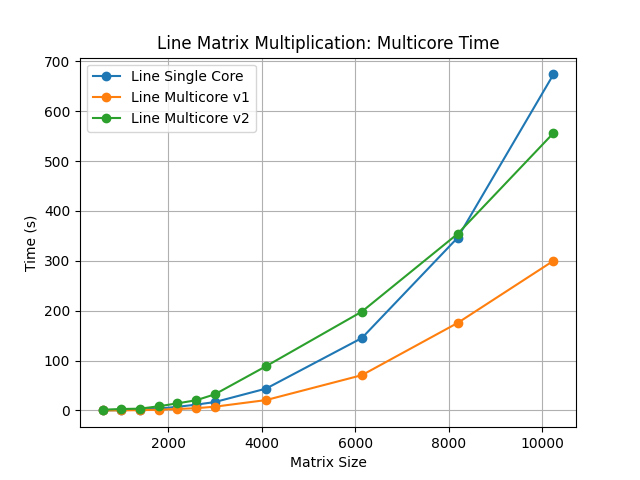 Line Matrix Multiplication: Multicore Time
Line Single Core
Line Multicore v1
Line Multicore v2
Time (s)
700
600
500
400
300
200
100
0
2000 4000 6000 8000 10000
Matrix Size